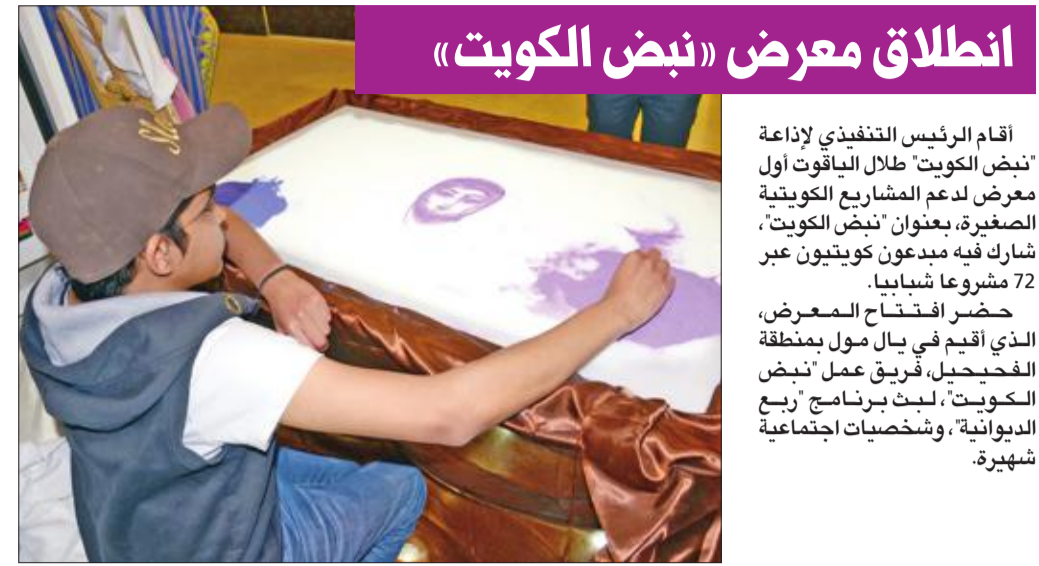 انطلاق معرض «نبض الكويت»
أقام الرئيس التنفيذي لإذاعة
"نبض الكويت" طلال الياقوت أول
معرض لدعم المشاريع الكويتية
الصغيرة، بعنوان "نبض الكويت"،
شارك فيه مبدعون كويتيون عبر
72 مشروعا شبابيا.
حضر افتتاح المعرض،
الذي أقيم في يال مول بمنطقة
الفحيحيل، فريق عمل "نبض
الكويت"، لبث برنامج "ربع
الديوانية"، وشخصيات اجتماعية
شهيرة.